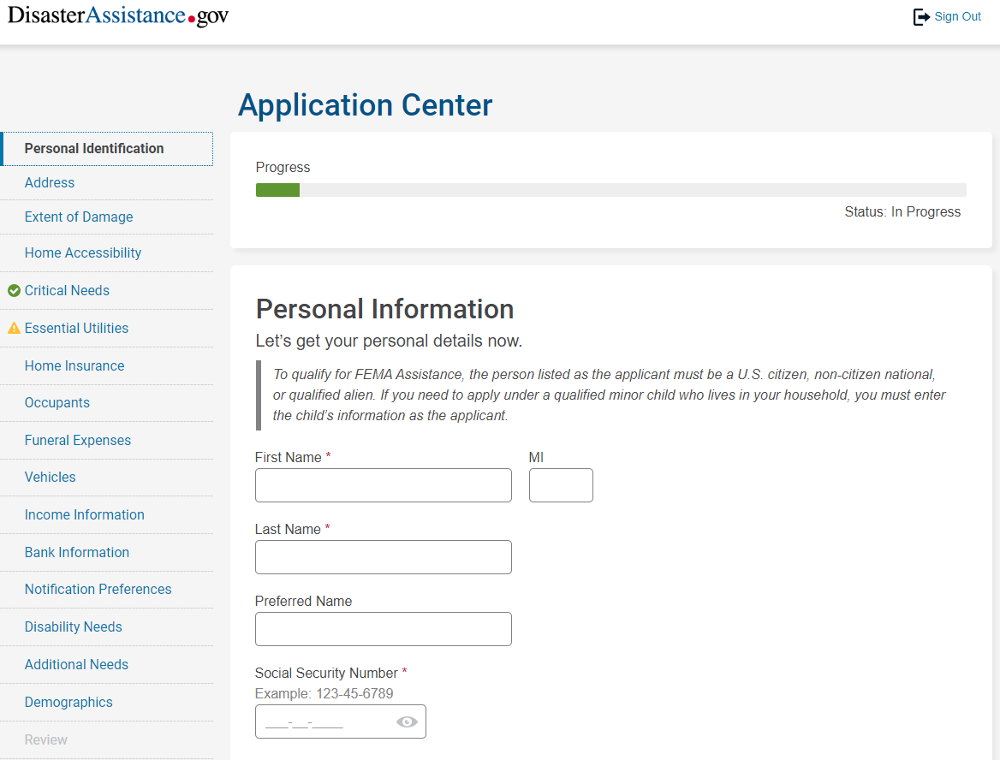 DisasterAssistance.gov
Sign Out
Application Center
Personal Identification
Address
Extent of Damage
Home Accessibility
Critical Needs
Essential Utilities
Home Insurance
Occupants
Funeral Expenses
Vehicles
Income Information
Bank Information
Notification Preferences
Disability Needs
Additional Needs
Demographics
Review
Progress
Status: In Progress
Personal Information
Let’s get your personal details now.
To qualify for FEMA Assistance, the person listed as the applicant must be a U.S. citizen, non-citizen national,
or qualified alien. If you need to apply under a qualified minor child who lives in your household, you must enter
the child’s information as the applicant.
First Name *
MI
Last Name *
Preferred Name
Social Security Number *
Example: 123-45-6789
___-__-____